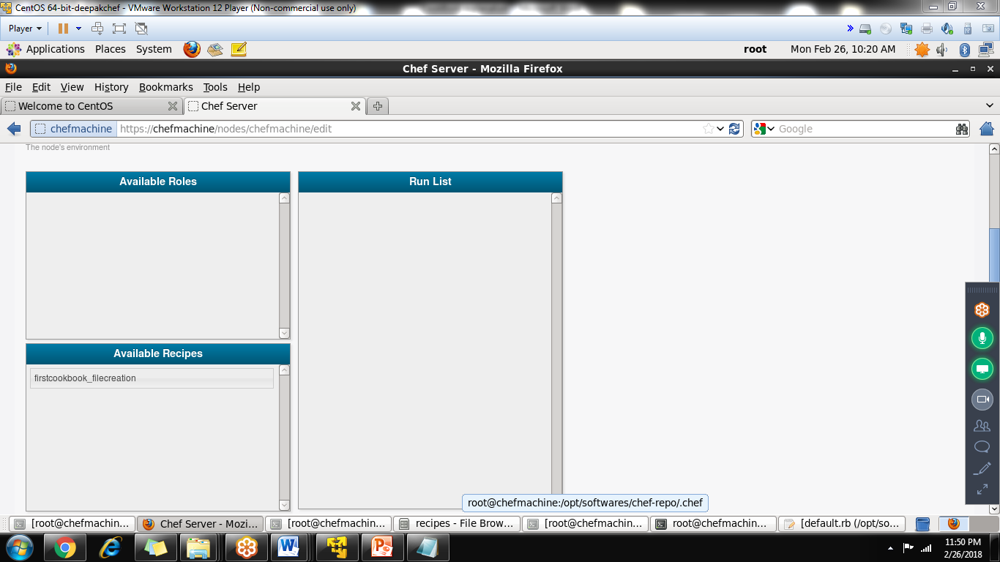 CentOS 64-bit-deepakchef - VMware Workstation 12 Player (Non-commercial use only)
Player
Applications Places System root Mon Feb 26, 10:20 AM
Chef Server - Mozilla Firefox
File Edit View History Bookmarks Tools Help
Welcome to CentOS Chef Server
chefmachine https://chefmachine/nodes/chefmachine/edit Google
The node's environment
Available Roles Run List
Available Recipes
firstcookbook_filecreation
root@chefmachine:/opt/softwares/chef-repo/.chef
[root@chefmachin... Chef Server - Mozi... [root@chefmachin... recipes - File Brow... [root@chefmachin... root@chefmachin... [default.rb (/opt/so...
11:50 PM
2/26/2018